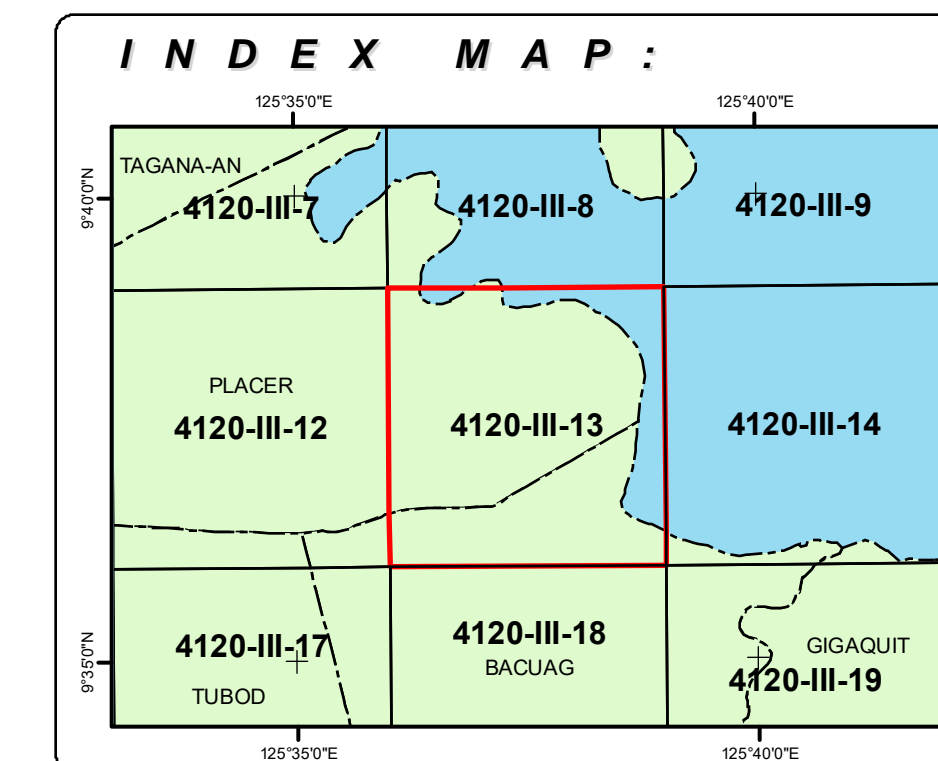 INDEX MAP:
125°35'0"E 125°40'0"E
9°40'0"N
TAGANA-AN
4120-III-7 4120-III-8 4120-III-9
PLACER
4120-III-12 4120-III-13 4120-III-14
9°35'0"N
4120-III-17 4120-III-18 GIGAQUIT
TUBOD BACUAG 4120-III-19
125°35'0"E 125°40'0"E